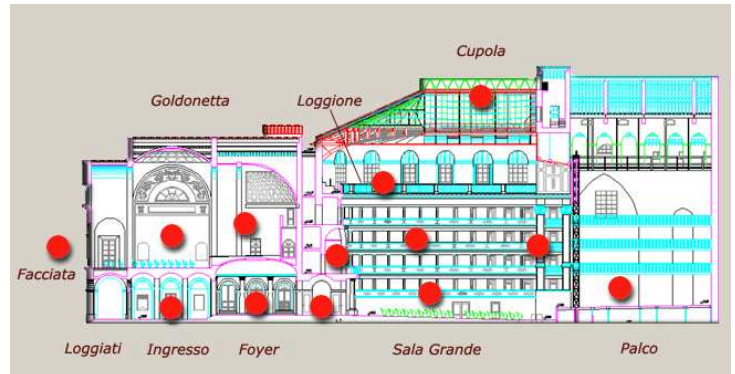 Cupola
Goldonetta
Loggione
Facciata
Loggiati
Ingresso
Foyer
Sala Grande
Palco